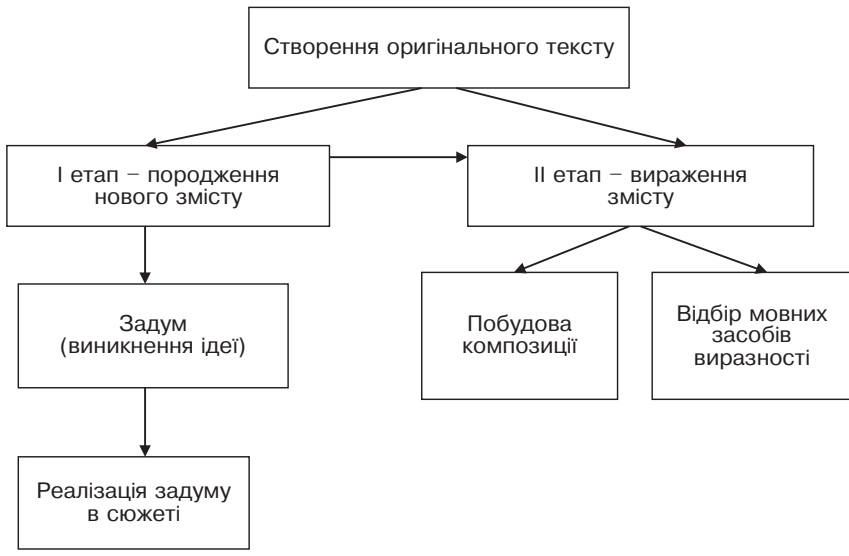 Створення оригінального тексту
І етап – породження
нового змісту
ІІ етап – вираження
змісту
Задум
(виникнення ідеї)
Побудова
композиції
Відбір мовних
засобів
виразності
Реалізація задуму
в сюжеті